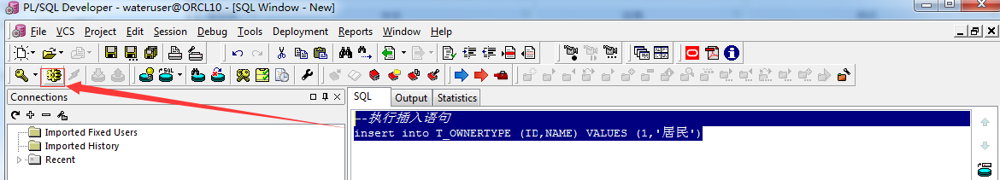 PL/SQL Developer - wateruser@ORCL10 - [SQL Window - New]
File VCS Project Edit Session Debug Tools Deployment Reports Window Help
SQL
Connections
SQL Output Statistics
--执行插入语句
insert into T_OWNERTYPE (ID,NAME) VALUES (1,'居民')
Imported Fixed Users
Imported History
Recent